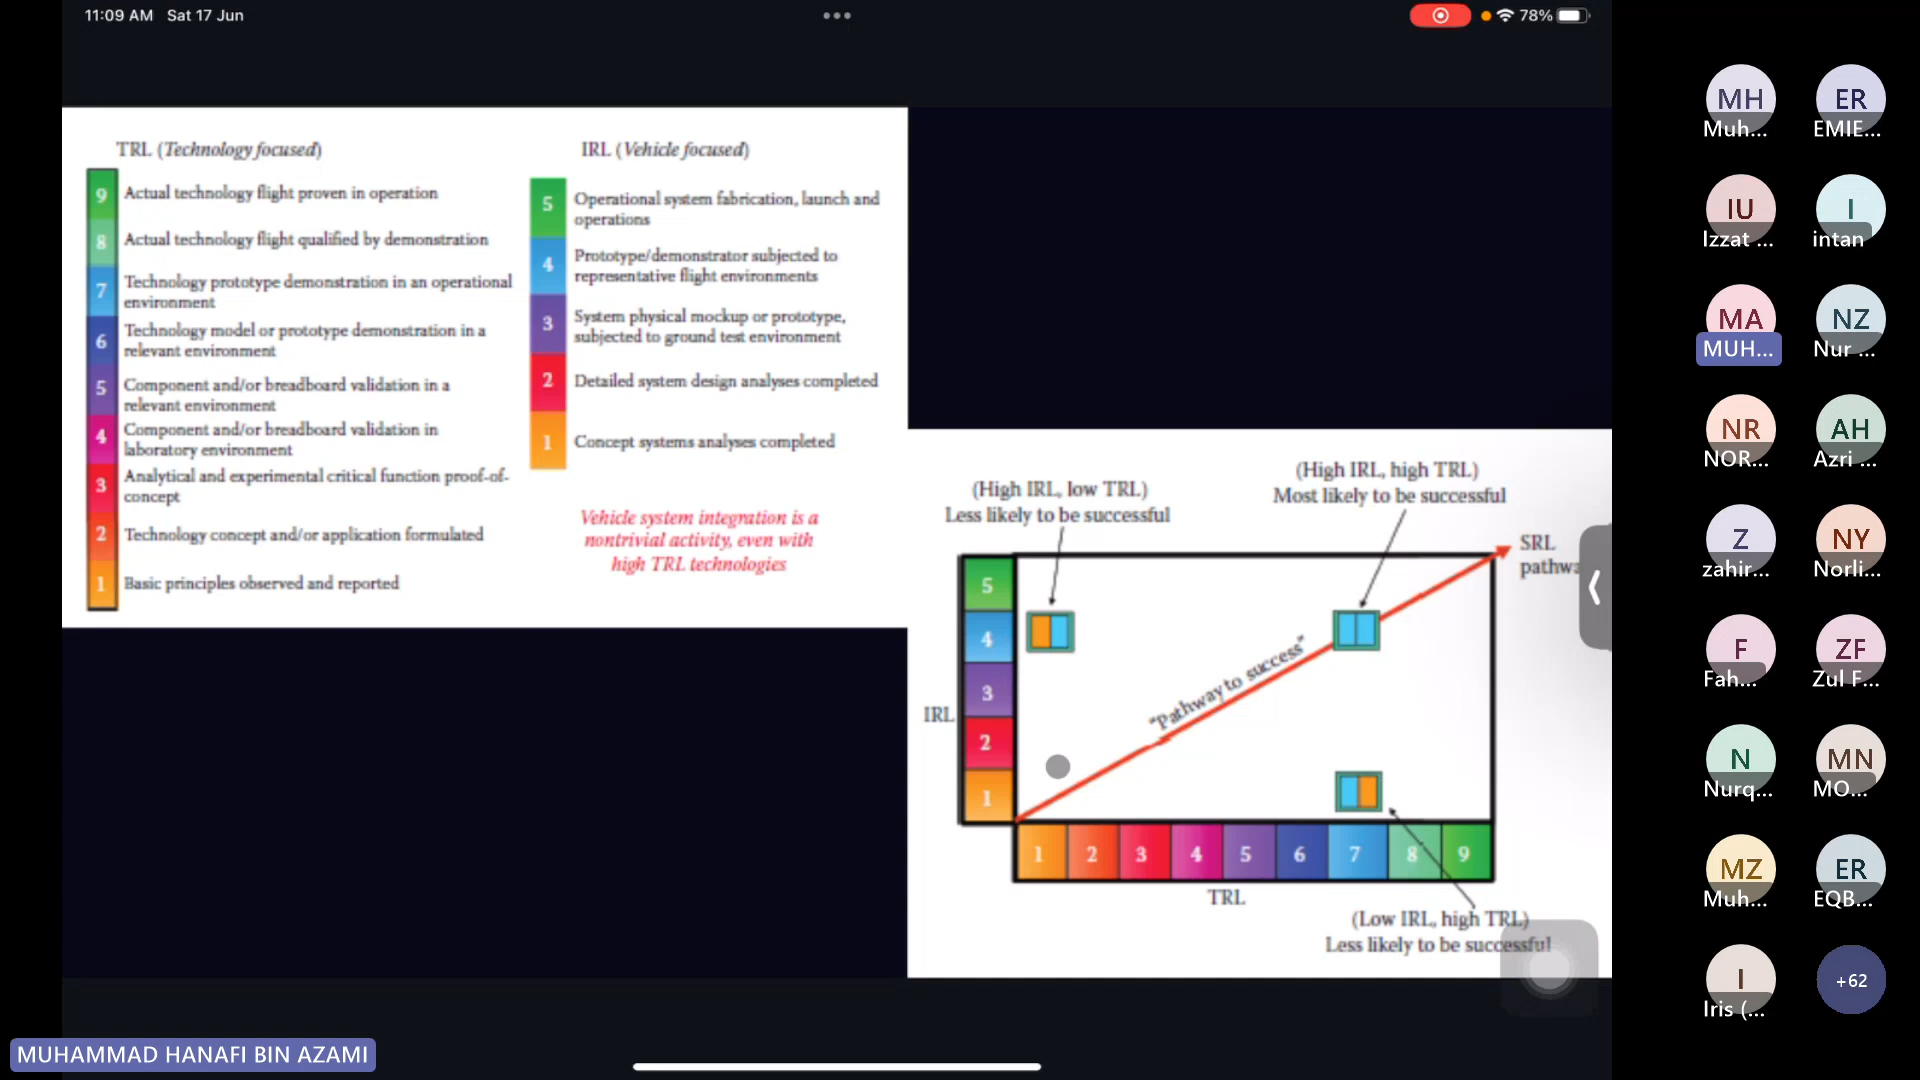 11:09 AM Sat 17 Jun
78%
TRL (Technology focused)
9 Actual technology flight proven in operation
8 Actual technology flight qualified by demonstration
7 Technology prototype demonstration in an operational
environment
6 Technology model or prototype demonstration in a
relevant environment
5 Component and/or breadboard validation in a
relevant environment
4 Component and/or breadboard validation in
laboratory environment
3 Analytical and experimental critical function proof-of-
concept
2 Technology concept and/or application formulated
1 Basic principles observed and reported
IRL (Vehicle focused)
5 Operational system fabrication, launch and
operations
4 Prototype/demonstrator subjected to
representative flight environments
3 System physical mockup or prototype,
subjected to ground test environment
2 Detailed system design analyses completed
1 Concept systems analyses completed
Vehicle system integration is a
nontrivial activity, even with
high TRL technologies
(High IRL, low TRL)
Less likely to be successful
(High IRL, high TRL)
Most likely to be successful
SRL
pathwa
"Pathway to success"
IRL
5
4
3
2
1
1 2 3 4 5 6 7 8 9
TRL
(Low IRL, high TRL)
Less likely to be successful
MH ER
Muh... EMIE...
IU I
Izzat ... intan
MA NZ
MUH... Nur ...
NR AH
NOR... Azri ...
Z NY
zahir... Norli...
F ZF
Fah... Zul F...
N MN
Nurq... MO...
MZ ER
Muh... EQB...
I +62
Iris (...
MUHAMMAD HANAFI BIN AZAMI